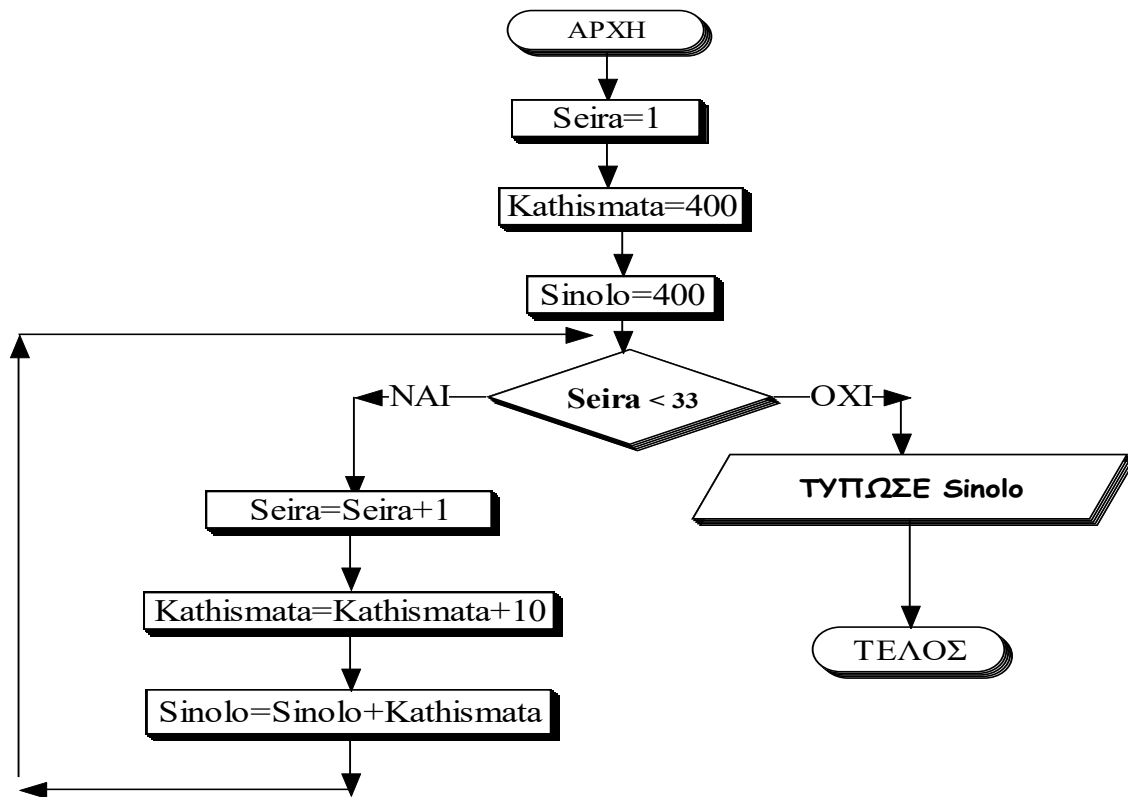 ΑΡΧΗ
Seira=1
Kathismata=400
Sinolo=400
Seira < 33
ΝΑΙ
ΟΧΙ
Seira=Seira+1
Kathismata=Kathismata+10
Sinolo=Sinolo+Kathismata
ΤΥΠΩΣΕ Sinolo
ΤΕΛΟΣ